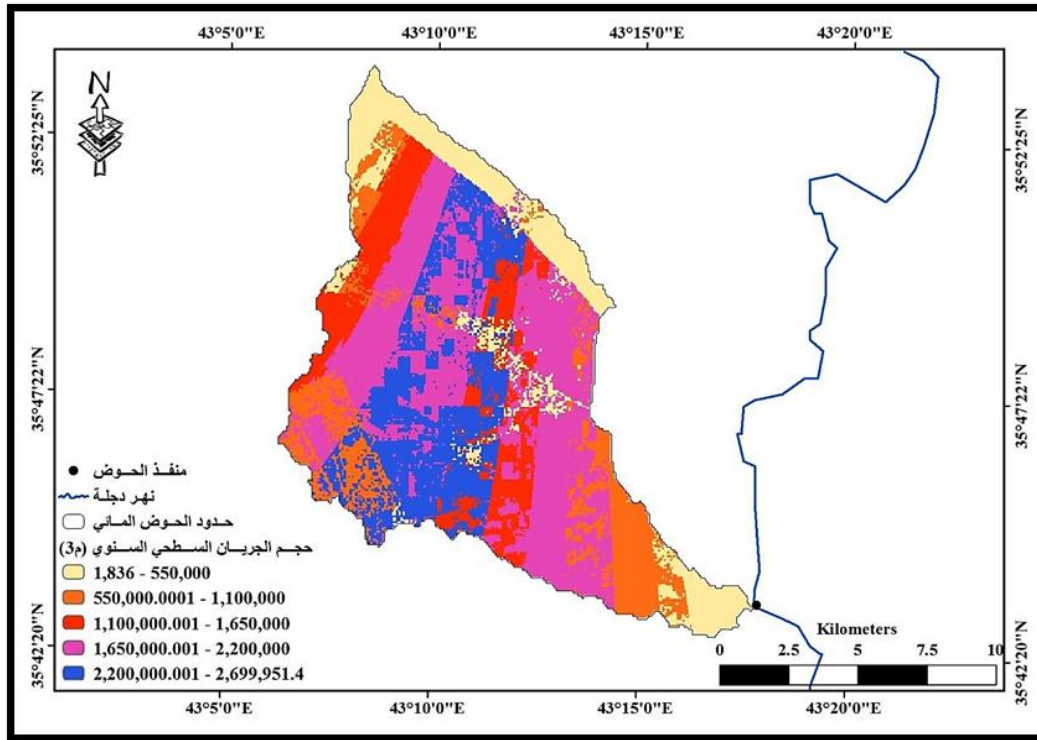 43°5'0"E 43°10'0"E 43°15'0"E 43°20'0"E
N
35°52'25"N 35°52'25"N
35°47'22"N 35°47'22"N
منفذ الحوض
نهر دجلة
حدود الحوض المائي
حجم الجريان السطحي السنوي (م3)
1,836 - 550,000
550,000.0001 - 1,100,000
1,100,000.001 - 1,650,000
1,650,000.001 - 2,200,000
2,200,000.001 - 2,699,951.4
Kilometers
0 2.5 5 7.5 10
35°42'20"N 35°42'20"N
43°5'0"E 43°10'0"E 43°15'0"E 43°20'0"E